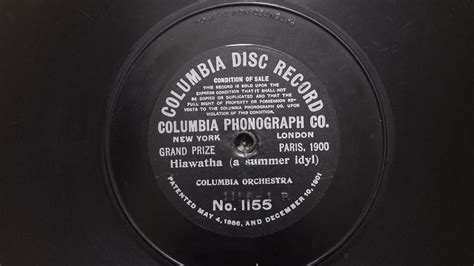 COLUMBIA DISC RECORD
CONDITION OF SALE
THIS RECORD IS SOLD UPON THE
EXPRESS CONDITION THAT IT SHALL NOT
BE COPIED OR DUPLICATED AND THAT THE
FULL RIGHT OF PROPERTY OR POSSESSION RE-
VERTS TO THE COLUMBIA PHONOGRAPH CO, UPON
VIOLATION OF THIS CONDITION.
COLUMBIA PHONOGRAPH CO.
NEW YORK LONDON
GRAND PRIZE PARIS, 1900
Hiawatha (a summer idyl)
COLUMBIA ORCHESTRA
No. 1155
PATENTED MAY 4, 1886, AND DECEMBER 10, 1901